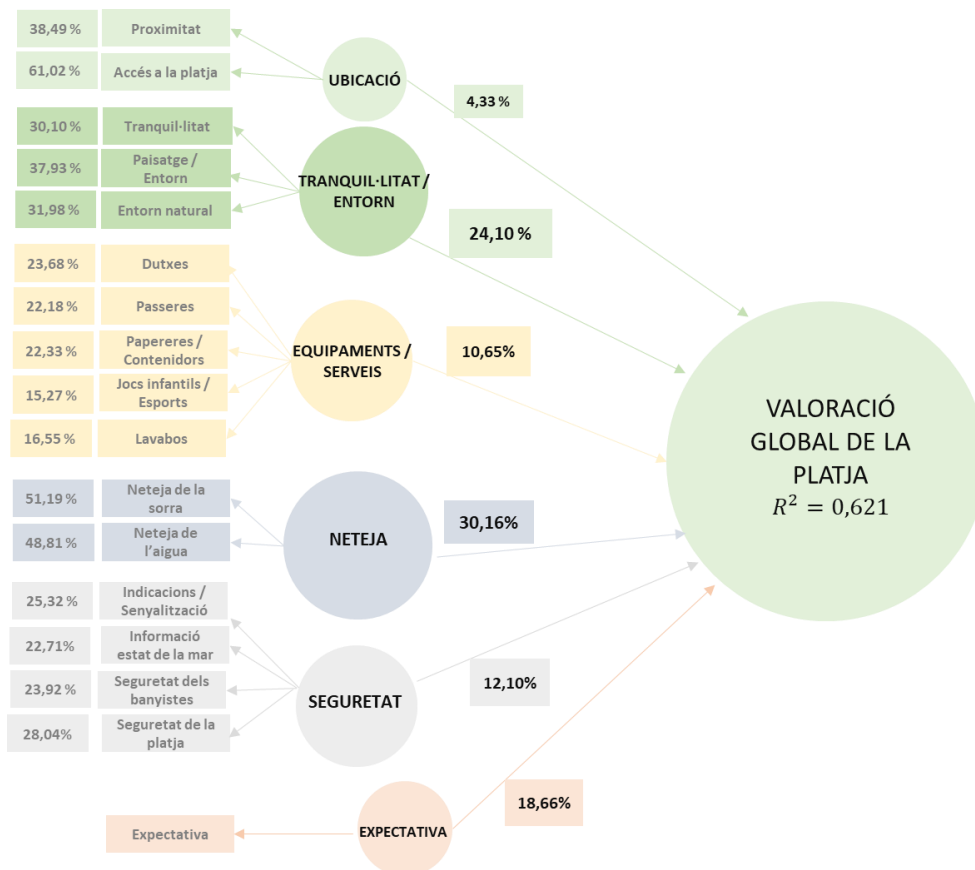 38,49 % Proximitat
61,02 % Accés a la platja
UBICACIÓ
4,33 %
30,10 % Tranquil·litat
37,93 % Paisatge /
Entorn
31,98 % Entorn natural
TRANQUIL·LITAT /
ENTORN
24,10 %
23,68 % Dutxes
22,18 % Passeres
22,33 % Papereres /
Contenidors
15,27 % Jocs infantils /
Esports
16,55 % Lavabos
EQUIPAMENTS /
SERVEIS
10,65%
51,19 % Neteja de la
sorra
48,81 % Neteja de
l'aigua
NETEJA
30,16%
25,32 % Indicacions /
Senyalització
22,71% Informació
estat de la mar
23,92 % Seguretat dels
banyistes
28,04% Seguretat de la
platja
SEGURETAT
12,10%
Expectativa
EXPECTATIVA
18,66%
VALORACIÓ
GLOBAL DE LA
PLATJA
R² = 0,621